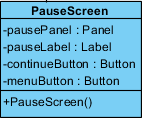 PauseScreen
-pausePanel : Panel
-pauseLabel : Label
-continueButton : Button
-menuButton : Button
+PauseScreen()